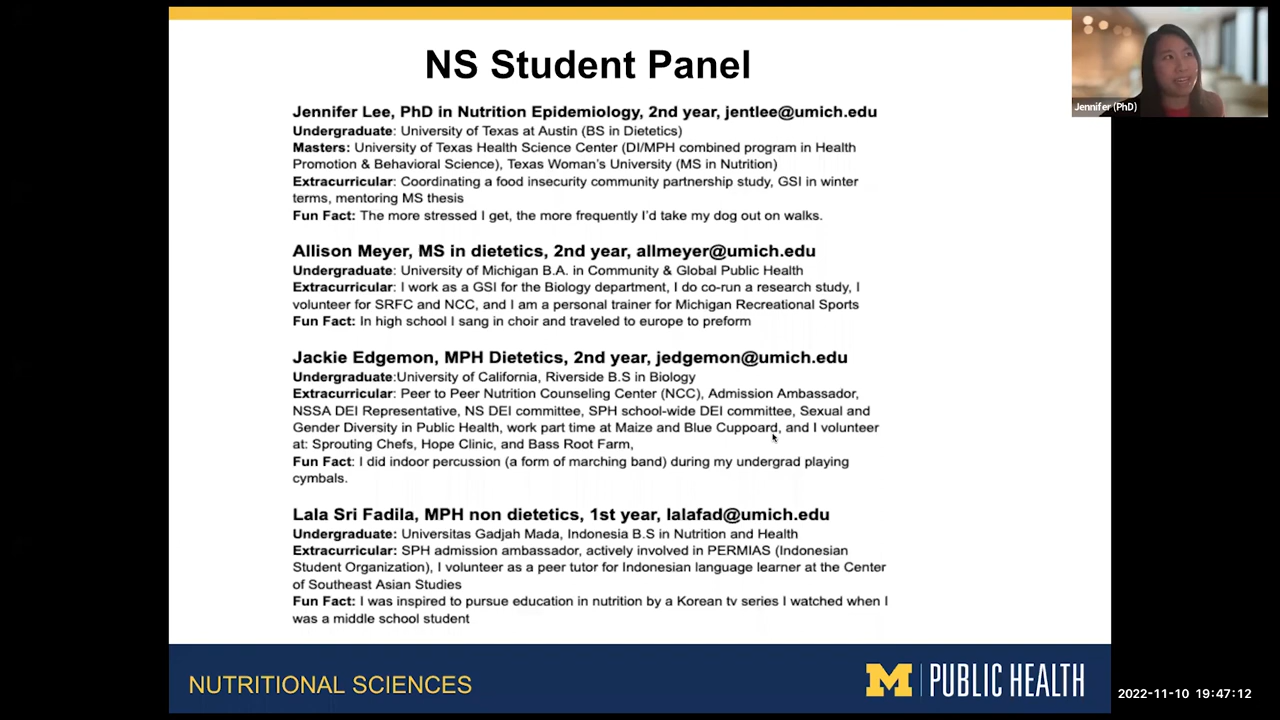 NS Student Panel
Jennifer (PhD)
Jennifer Lee, PhD in Nutrition Epidemiology, 2nd year, jentlee@umich.edu
Undergraduate: University of Texas at Austin (BS in Dietetics)
Masters: University of Texas Health Science Center (DI/MPH combined program in Health
Promotion & Behavioral Science), Texas Woman's University (MS in Nutrition)
Extracurricular: Coordinating a food insecurity community partnership study, GSI in winter
terms, mentoring MS thesis
Fun Fact: The more stressed I get, the more frequently I'd take my dog out on walks.
Allison Meyer, MS in dietetics, 2nd year, allmeyer@umich.edu
Undergraduate: University of Michigan B.A. in Community & Global Public Health
Extracurricular: I work as a GSI for the Biology department, I do co-run a research study, I
volunteer for SRFC and NCC, and I am a personal trainer for Michigan Recreational Sports
Fun Fact: In high school I sang in choir and traveled to europe to preform
Jackie Edgemon, MPH Dietetics, 2nd year, jedgemon@umich.edu
Undergraduate:University of California, Riverside B.S in Biology
Extracurricular: Peer to Peer Nutrition Counseling Center (NCC), Admission Ambassador,
NSSA DEI Representative, NS DEI committee, SPH school-wide DEI committee, Sexual and
Gender Diversity in Public Health, work part time at Maize and Blue Cuppoard, and I volunteer
at: Sprouting Chefs, Hope Clinic, and Bass Root Farm,
Fun Fact: I did indoor percussion (a form of marching band) during my undergrad playing
cymbals.
Lala Sri Fadila, MPH non dietetics, 1st year, lalafad@umich.edu
Undergraduate: Universitas Gadjah Mada, Indonesia B.S in Nutrition and Health
Extracurricular: SPH admission ambassador, actively involved in PERMIAS (Indonesian
Student Organization), I volunteer as a peer tutor for Indonesian language learner at the Center
of Southeast Asian Studies
Fun Fact: I was inspired to pursue education in nutrition by a Korean tv series I watched when I
was a middle school student
NUTRITIONAL SCIENCES
M PUBLIC HEALTH
2022-11-10 19:47:12